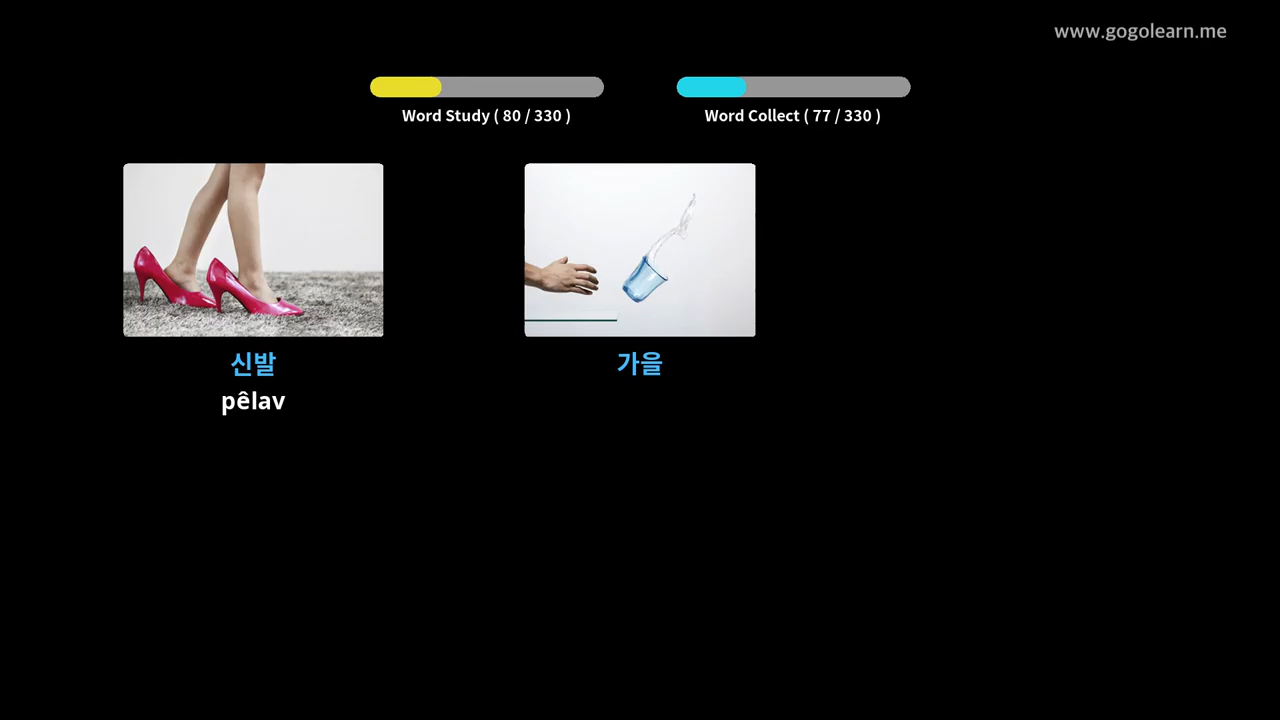 www.gogolearn.me
Word Study ( 80 / 330 )
Word Collect ( 77 / 330 )
신발
pêlav
가을